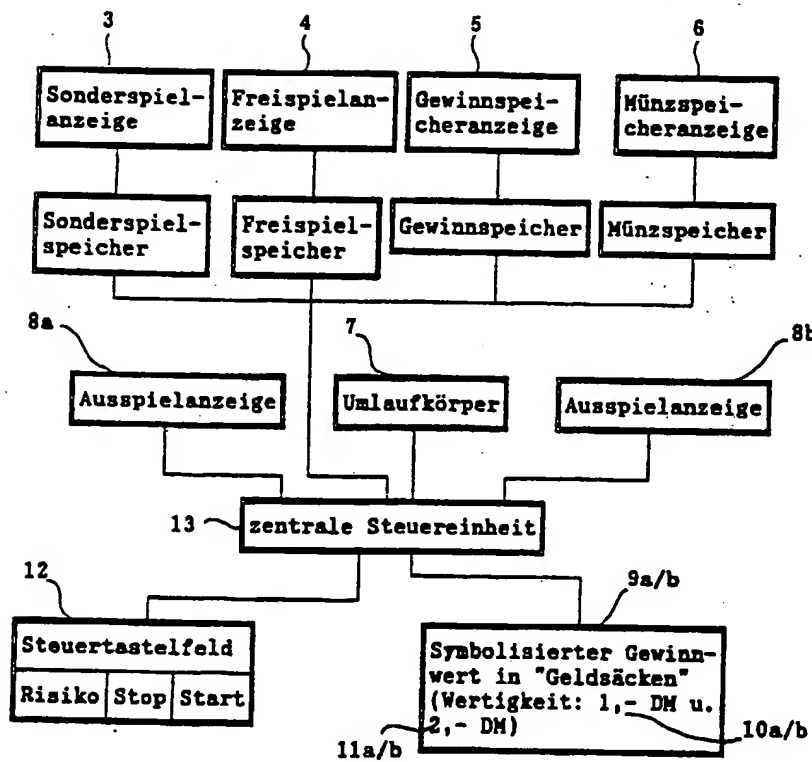 3
4
5
6
Sonderspiel-
anzeige
Freispielan-
zeige
Gewinnspei-
cheranzeige
Münzspei-
cheranzeige
Sonderspiel-
speicher
Freispiel-
speicher
Gewinnspeicher
Münzspeicher
8a
7
8b
Ausspielanzeige
Umlaufkörper
Ausspielanzeige
13
zentrale Steuereinheit
12
9a/b
Steuertastelfeld
Risiko Stop Start
Symbolisierter Gewinn-
wert in "Geldsäcken"
(Wertigkeit: 1,- DM u.
2,- DM)
10a/b
11a/b